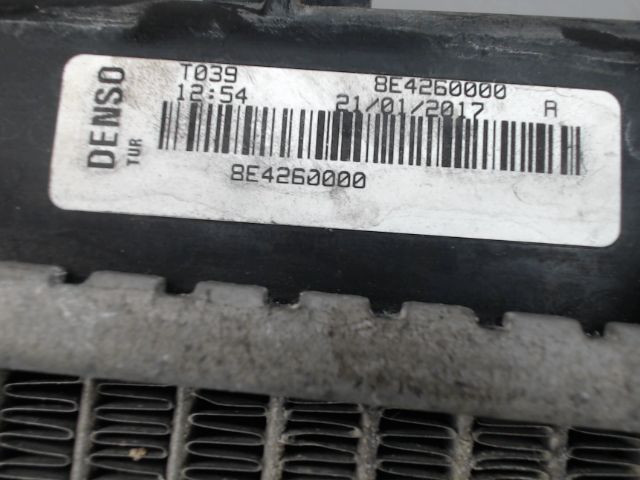 DENSO
TUR
T039 8E4260000
12:54 21/01/2017 R
8E4260000